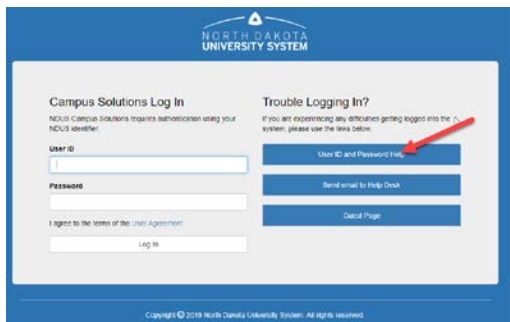 NORTH DAKOTA
UNIVERSITY SYSTEM
Campus Solutions Log In
NDUS Campus Solutions requires authentication using your
NDUS identifier.
User ID
Password
I agree to the terms of the User Agreement
Log In
Trouble Logging In?
If you are experiencing any difficulties getting logged into the
system, please use the links below.
User ID and Password Help
Send email to Help Desk
Guest Page
Copyright © 2019 North Dakota University System. All rights reserved.